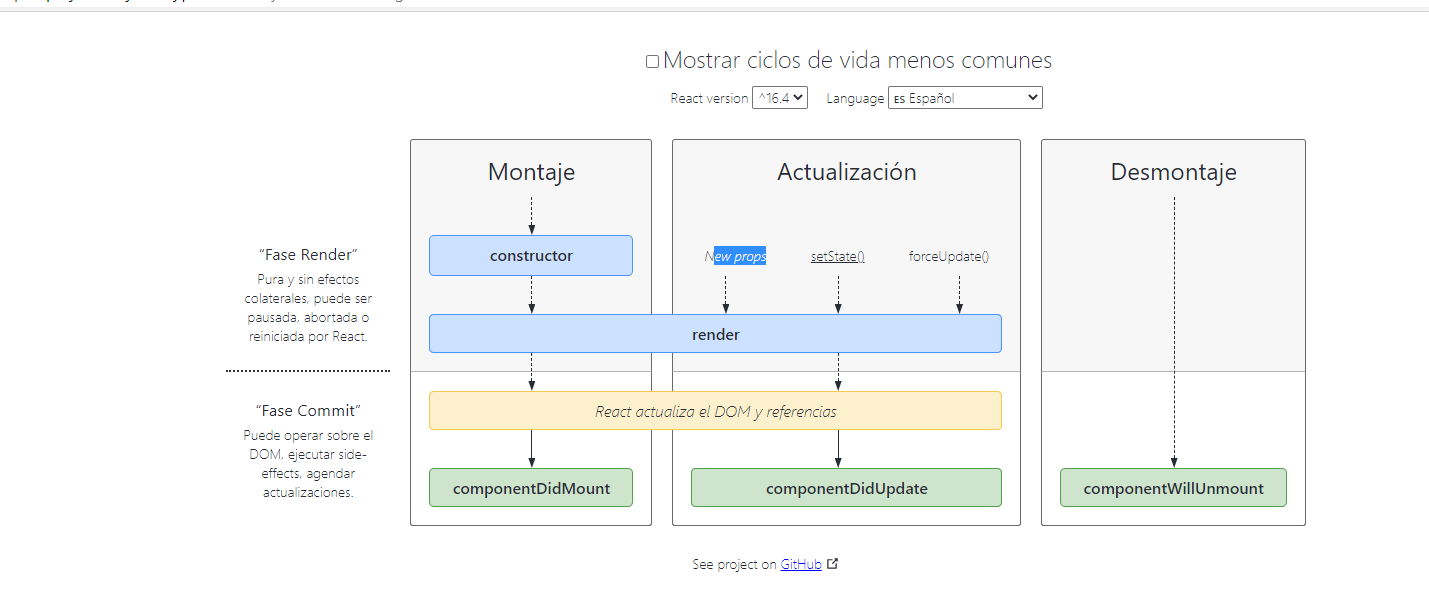 Mostrar ciclos de vida menos comunes
React version ^16.4 Language ES Español
Montaje
Actualización
Desmontaje
“Fase Render”
Pura y sin efectos
colaterales, puede ser
pausada, abortada o
reiniciada por React.
constructor
New props
setState()
forceUpdate()
render
“Fase Commit”
Puede operar sobre el
DOM, ejecutar side-
effects, agendar
actualizaciones.
React actualiza el DOM y referencias
componentDidMount
componentDidUpdate
componentWillUnmount
See project on GitHub